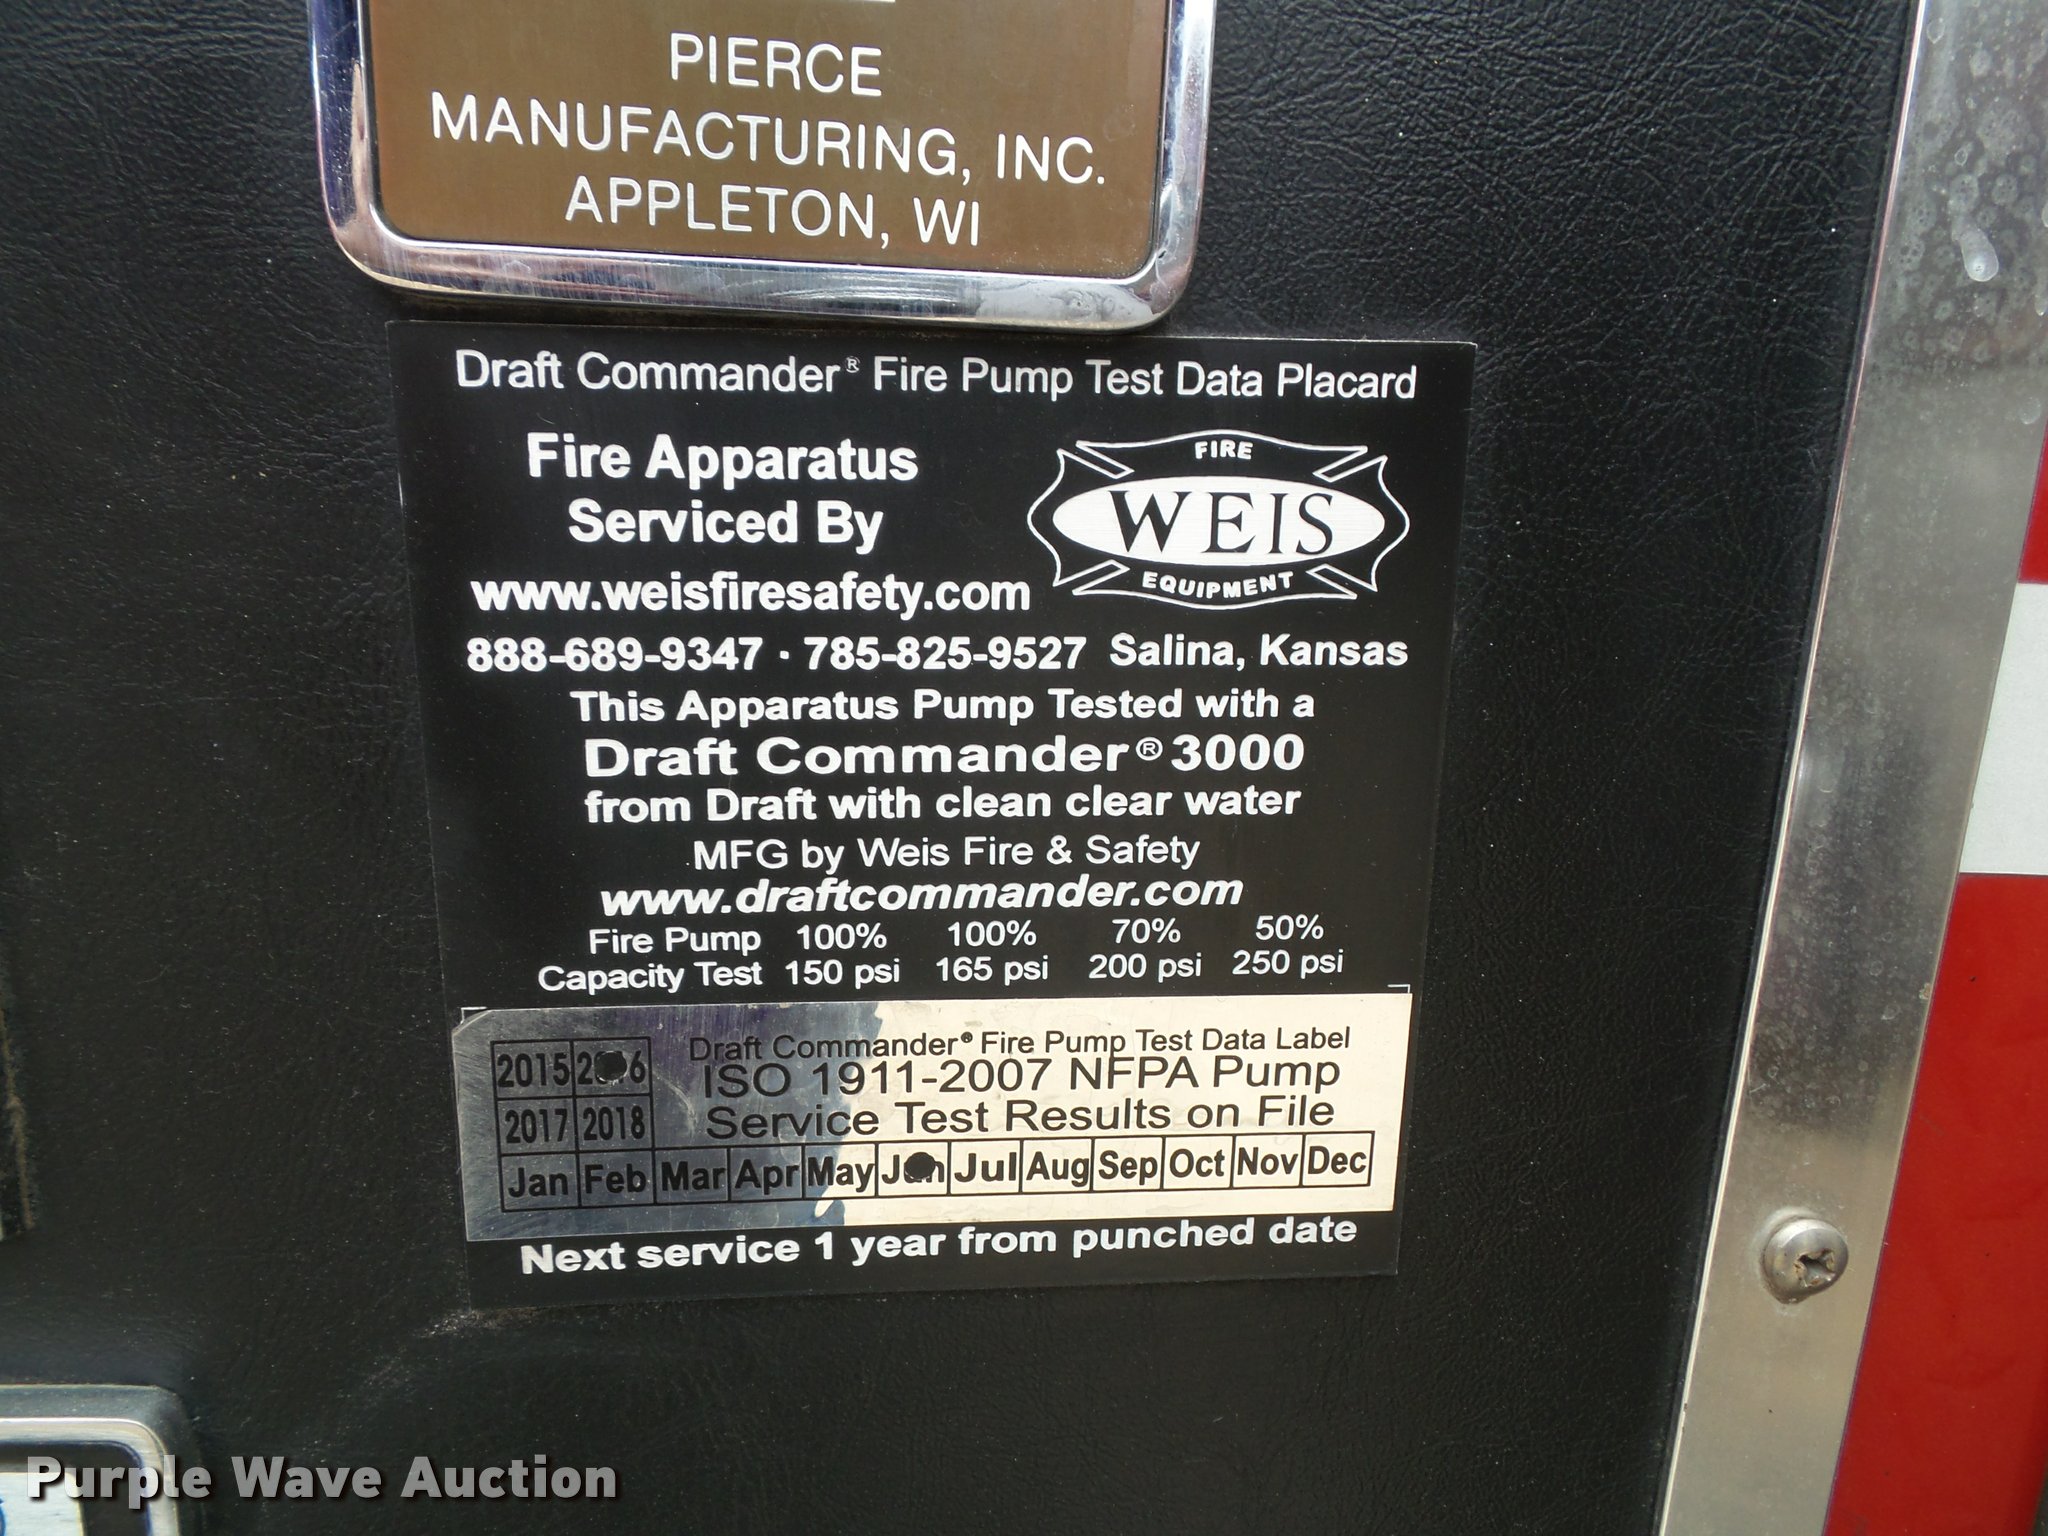 PIERCE
MANUFACTURING, INC.
APPLETON, WI
Draft Commander® Fire Pump Test Data Placard
Fire Apparatus
Serviced By
FIRE
WEIS
EQUIPMENT
www.weisfiresafety.com
888-689-9347 · 785-825-9527 Salina, Kansas
This Apparatus Pump Tested with a
Draft Commander® 3000
from Draft with clean clear water
MFG by Weis Fire & Safety
www.draftcommander.com
Fire Pump 100% 100% 70% 50%
Capacity Test 150 psi 165 psi 200 psi 250 psi
Draft Commander® Fire Pump Test Data Label
2015 2016 ISO 1911-2007 NFPA Pump
2017 2018 Service Test Results on File
Jan Feb Mar Apr May Jun Jul Aug Sep Oct Nov Dec
Next service 1 year from punched date
Purple Wave Auction